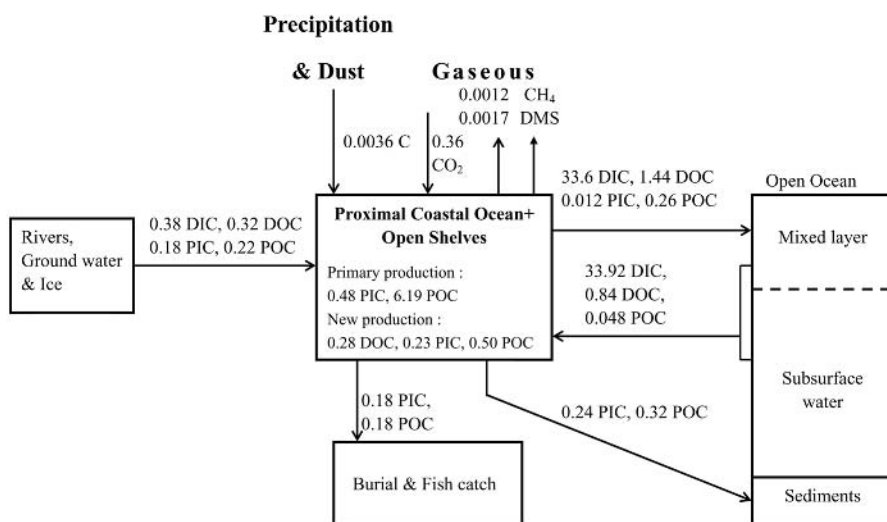 Precipitation
& Dust
Gaseous
0.0012 CH₄
0.0017 DMS
0.0036 C
0.36
CO₂
33.6 DIC, 1.44 DOC
0.012 PIC, 0.26 POC
Open Ocean
0.38 DIC, 0.32 DOC
0.18 PIC, 0.22 POC
Rivers,
Ground water
& Ice
Proximal Coastal Ocean+
Open Shelves
Primary production :
0.48 PIC, 6.19 POC
New production :
0.28 DOC, 0.23 PIC, 0.50 POC
Mixed layer
33.92 DIC,
0.84 DOC,
0.048 POC
Subsurface
water
0.18 PIC,
0.18 POC
0.24 PIC, 0.32 POC
Burial & Fish catch
Sediments